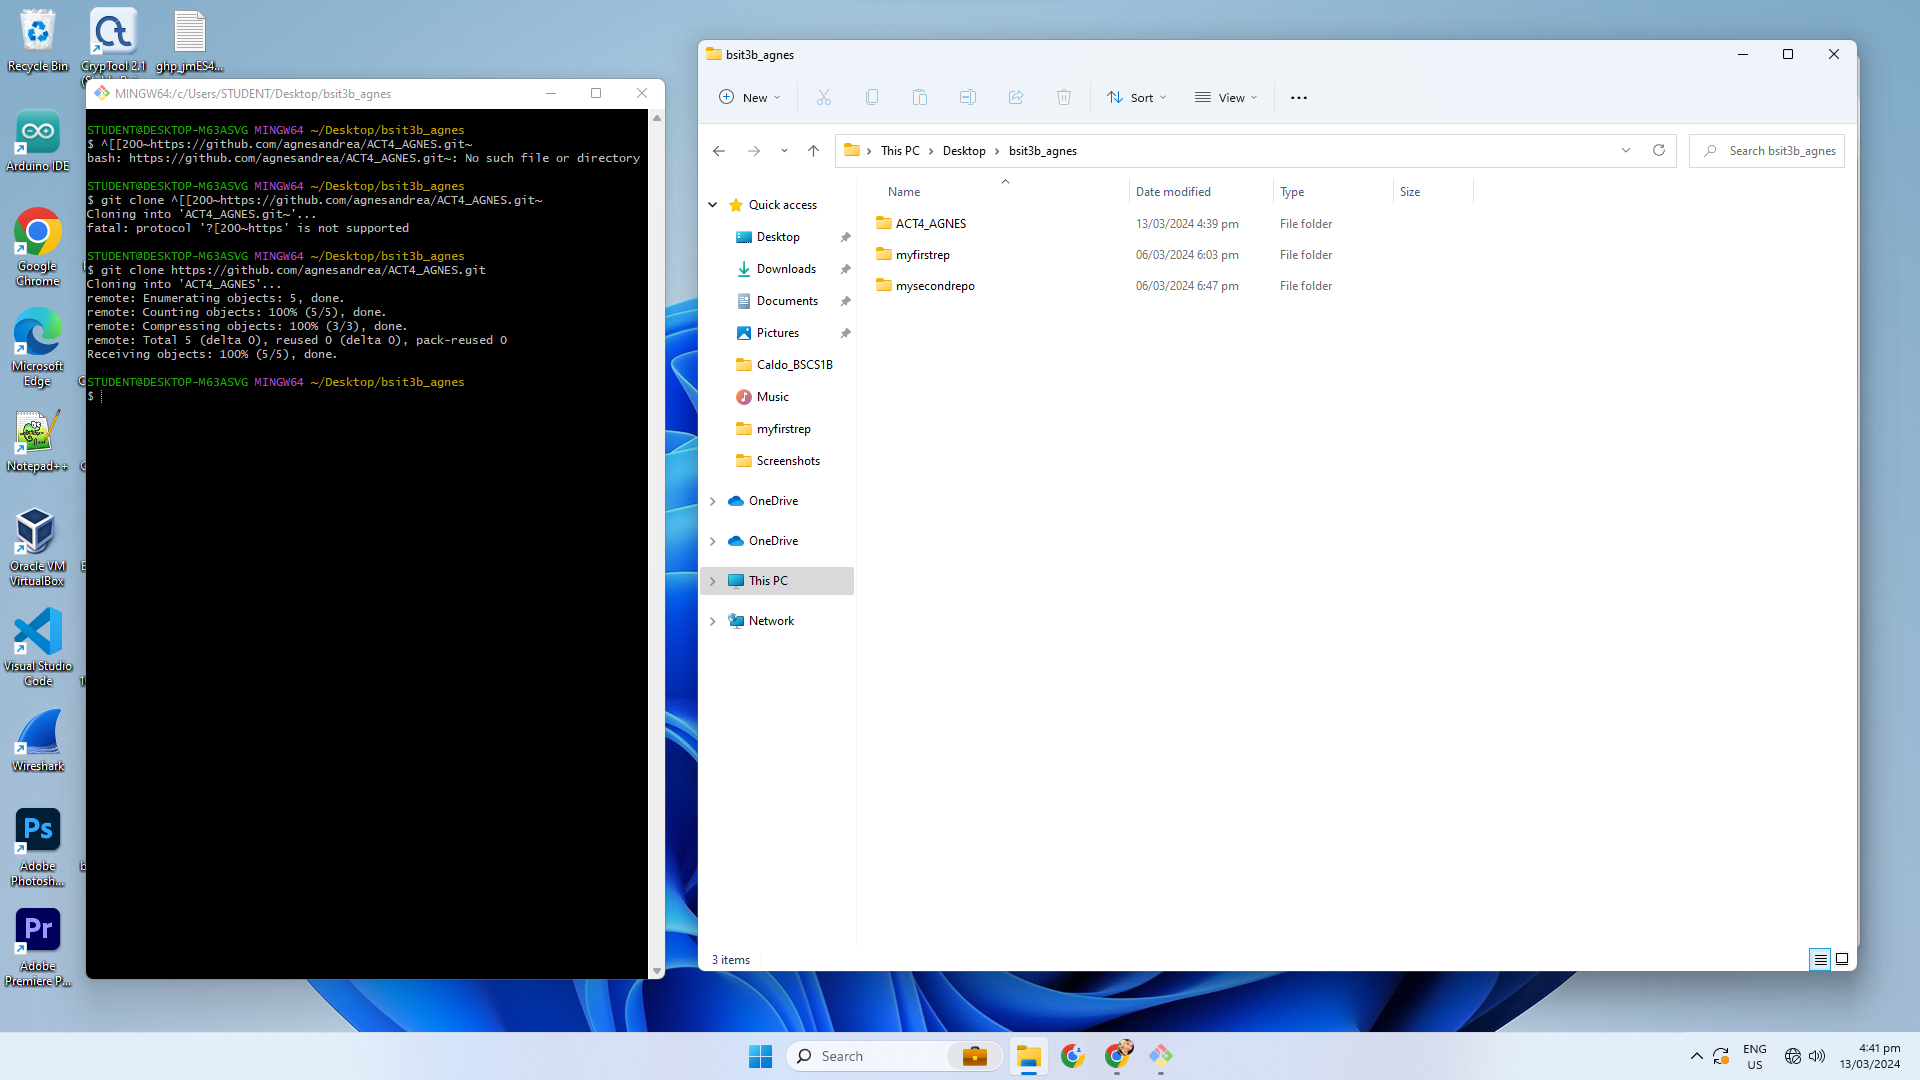 Recycle Bin
CrypTool 2.1
ghp_jmES4...
Arduino IDE
Google
Chrome
Microsoft
Edge
Notepad++
Oracle VM
VirtualBox
Visual Studio
Code
Wireshark
Adobe
Photosh...
Adobe
Premiere P...
MINGW64:/c/Users/STUDENT/Desktop/bsit3b_agnes
STUDENT@DESKTOP-M63ASVG MINGW64 ~/Desktop/bsit3b_agnes
$ ^[[200~https://github.com/agnesandrea/ACT4_AGNES.git~
bash: https://github.com/agnesandrea/ACT4_AGNES.git~: No such file or directory
STUDENT@DESKTOP-M63ASVG MINGW64 ~/Desktop/bsit3b_agnes
$ git clone ^[[200~https://github.com/agnesandrea/ACT4_AGNES.git~
Cloning into 'ACT4_AGNES.git~'...
fatal: protocol '?[200~https' is not supported
STUDENT@DESKTOP-M63ASVG MINGW64 ~/Desktop/bsit3b_agnes
$ git clone https://github.com/agnesandrea/ACT4_AGNES.git
Cloning into 'ACT4_AGNES'...
remote: Enumerating objects: 5, done.
remote: Counting objects: 100% (5/5), done.
remote: Compressing objects: 100% (3/3), done.
remote: Total 5 (delta 0), reused 0 (delta 0), pack-reused 0
Receiving objects: 100% (5/5), done.
STUDENT@DESKTOP-M63ASVG MINGW64 ~/Desktop/bsit3b_agnes
$
bsit3b_agnes
New
Sort
View
This PC > Desktop > bsit3b_agnes
Search bsit3b_agnes
Quick access
Desktop
Downloads
Documents
Pictures
Caldo_BSCS1B
Music
myfirstrep
Screenshots
OneDrive
OneDrive
This PC
Network
Name Date modified Type Size
ACT4_AGNES 13/03/2024 4:39 pm File folder
myfirstrep 06/03/2024 6:03 pm File folder
mysecondrepo 06/03/2024 6:47 pm File folder
3 items
Search
ENG
US
4:41 pm
13/03/2024